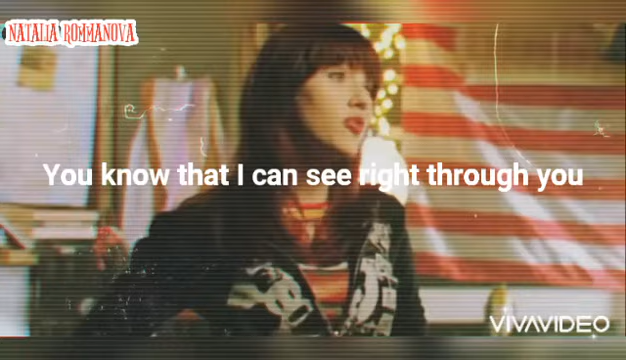 NATALIA ROMMANOVA
You know that I can see right through you
VIVAVIDEO